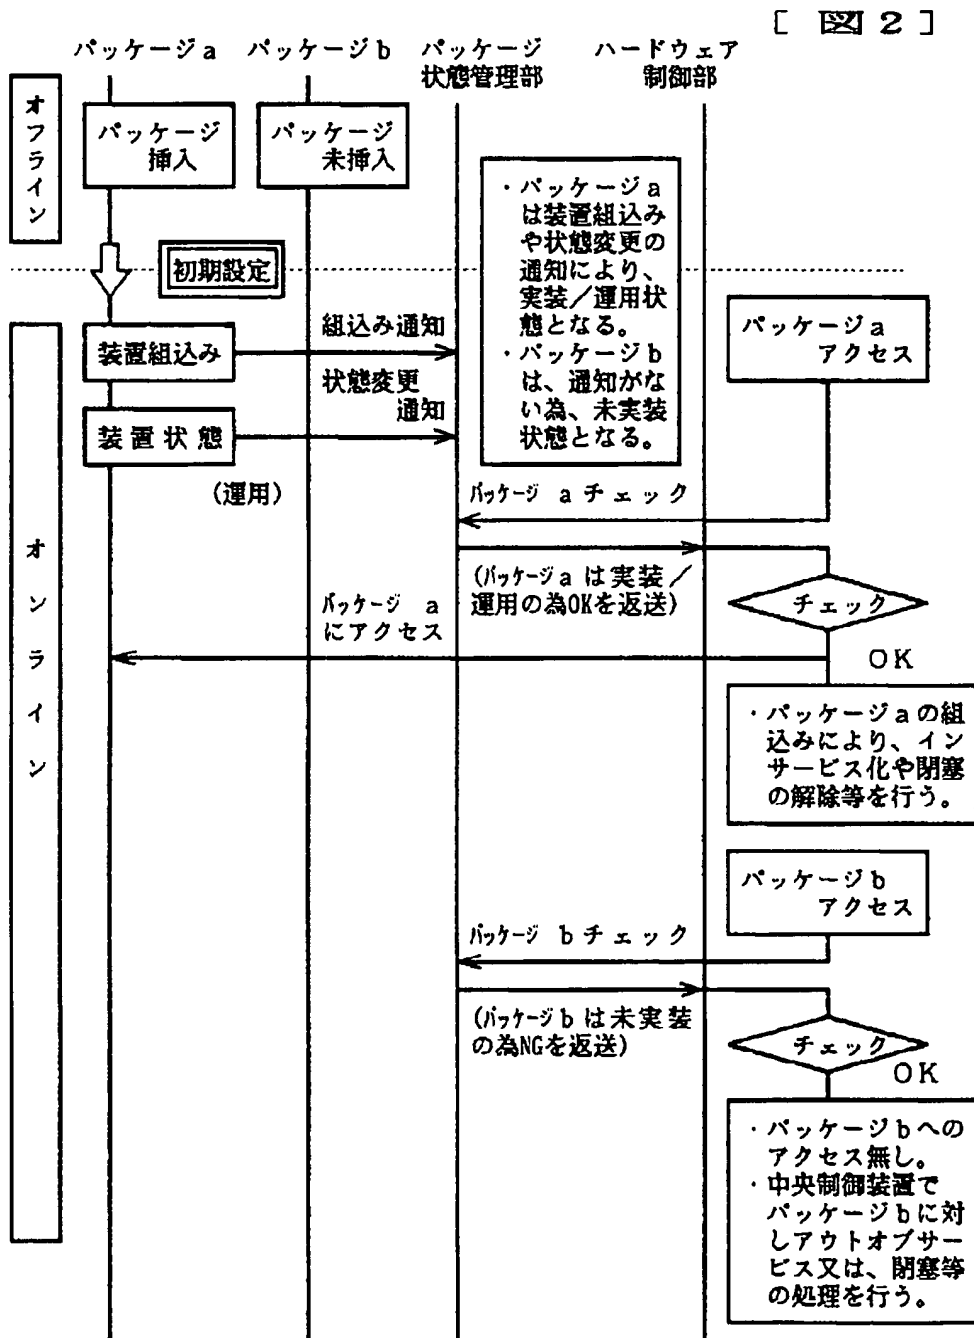 [ 図2 ]
パッケージa
パッケージb
パッケージ
状態管理部
ハードウェア
制御部
オフライン
パッケージ
挿入
パッケージ
未挿入
・パッケージa
は装置組込み
や状態変更の
通知により、
実装／運用状
態となる。
・パッケージb
は、通知がな
い為、未実装
状態となる。
初期設定
オンライン
装置組込み
組込み通知
パッケージa
アクセス
状態変更
通知
装置状態
(運用)
パッケージ aチェック
(パッケージaは実装／
運用の為OKを返送)
チェック
パッケージ a
にアクセス
OK
・パッケージaの組
込みにより、イン
サービス化や閉塞
の解除等を行う。
パッケージb
アクセス
パッケージ bチェック
(パッケージbは未実装
の為NGを返送)
チェック
OK
・パッケージbへの
アクセス無し。
・中央制御装置で
パッケージbに対
しアウトオブサー
ビス又は、閉塞等
の処理を行う。